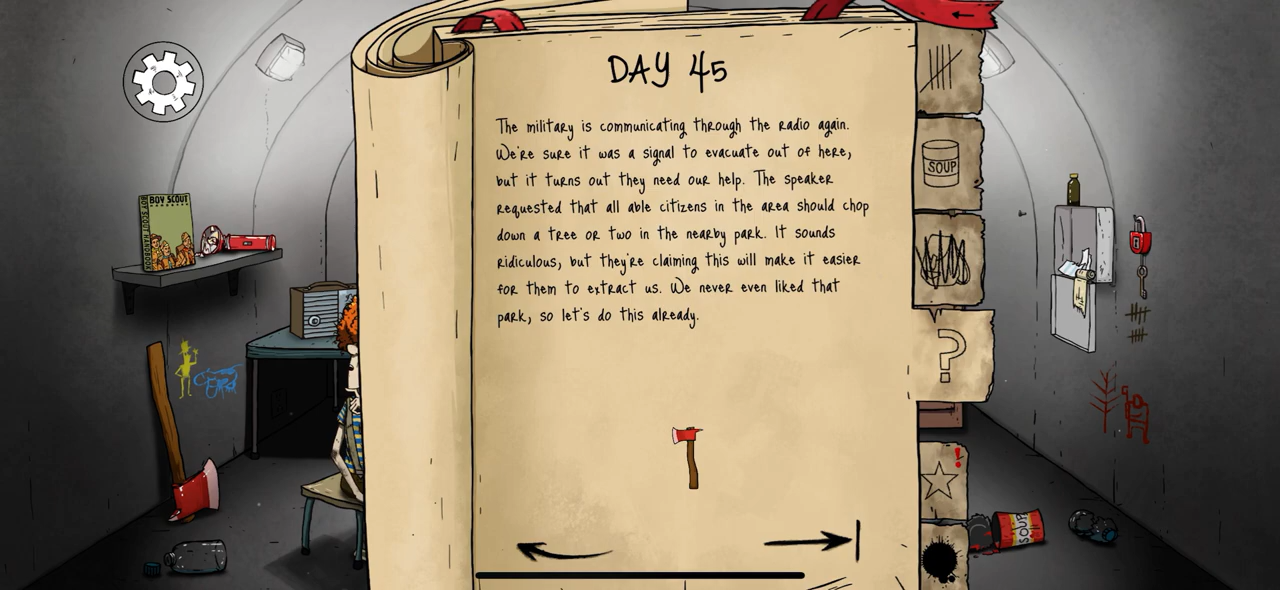 DAY 45
The military is communicating through the radio again.
We're sure it was a signal to evacuate out of here,
but it turns out they need our help. The speaker
requested that all able citizens in the area should chop
down a tree or two in the nearby park. It sounds
ridiculous, but they're claiming this will make it easier
for them to extract us. We never even liked that
park, so let's do this already.
BOY SCOUT
BOY SCOUT HANDBOOK
SOUP
!
?
SOUP